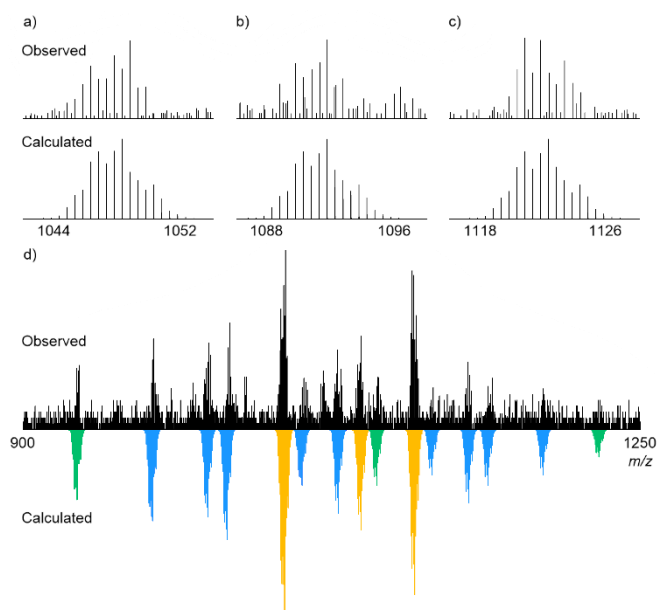 a) b) c)
Observed
Calculated
1044 1052 1088 1096 1118 1126
d)
Observed
900 1250
m/z
Calculated